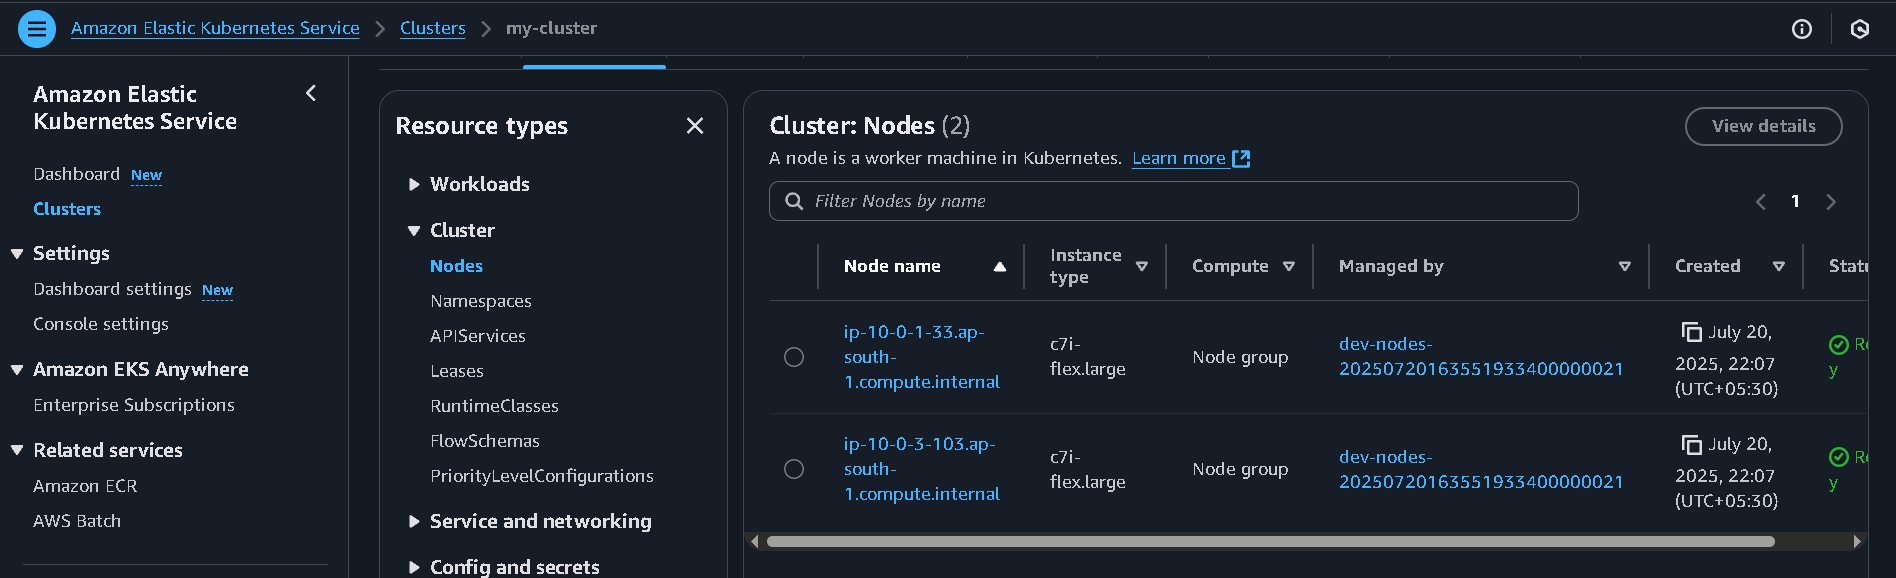 Amazon Elastic Kubernetes Service
Clusters
my-cluster
Amazon Elastic
Kubernetes Service
Dashboard New
Clusters
Settings
Dashboard settings New
Console settings
Amazon EKS Anywhere
Enterprise Subscriptions
Related services
Amazon ECR
AWS Batch
Resource types
Workloads
Cluster
Nodes
Namespaces
APIServices
Leases
RuntimeClasses
FlowSchemas
PriorityLevelConfigurations
Service and networking
Config and secrets
Cluster: Nodes (2)
View details
A node is a worker machine in Kubernetes. Learn more
Filter Nodes by name
1
Node name
Instance
type
Compute
Managed by
Created
ip-10-0-1-33.ap-
south-
1.compute.internal
c7i-
flex.large
Node group
dev-nodes-
20250720163551933400000021
July 20,
2025, 22:07
(UTC+05:30)
y
ip-10-0-3-103.ap-
south-
1.compute.internal
c7i-
flex.large
Node group
dev-nodes-
20250720163551933400000021
July 20,
2025, 22:07
(UTC+05:30)
y